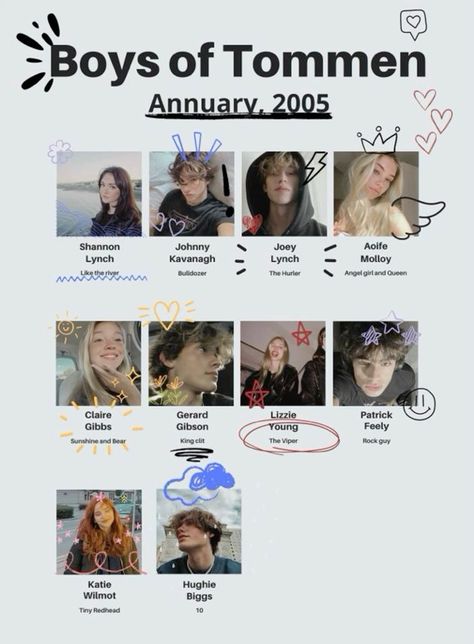 Boys of Tommen
Annuary, 2005
Shannon Johnny Joey Aoife
Lynch Kavanagh Lynch Molloy
Like the river Bulldozer The Hurler Angel girl and Queen
Claire Gerard Lizzie Patrick
Gibbs Gibson Young Feely
Sunshine and Bear King clit The Viper Rock guy
Katie Hughie
Wilmot Biggs
Tiny Redhead 10